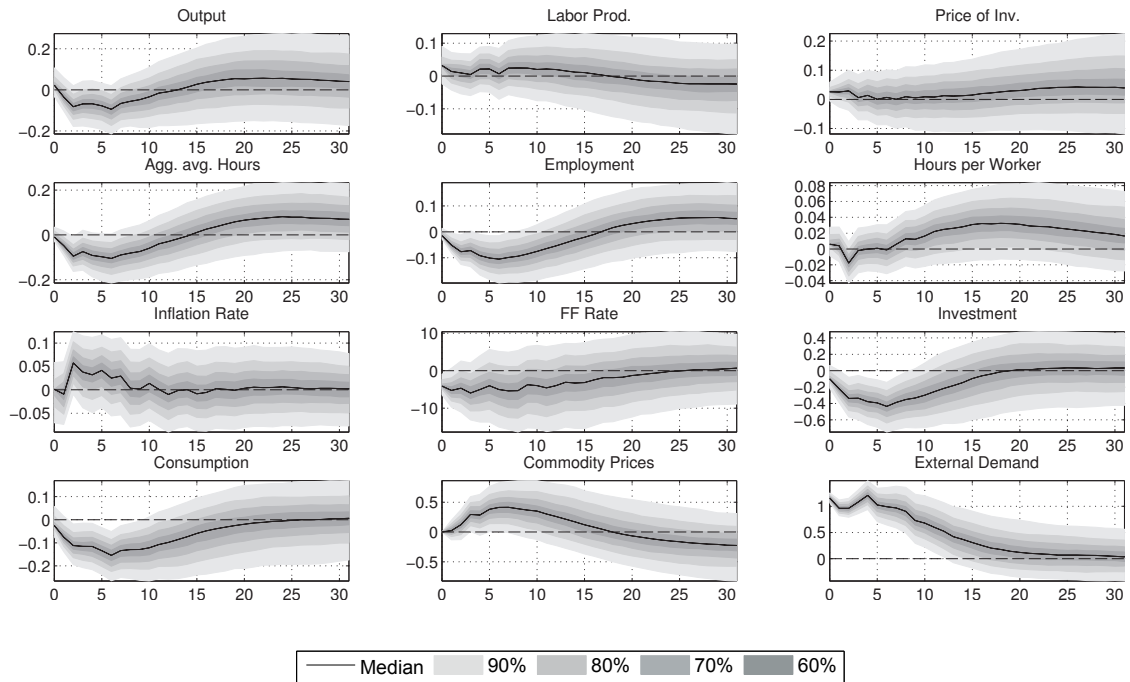 Output Labor Prod. Price of Inv.
0.2 0.1 0.2
0.1
0 0 0
−0.2 −0.1 −0.1
0 5 10 15 20 25 30 0 5 10 15 20 25 30 0 5 10 15 20 25 30
Agg. avg. Hours Employment Hours per Worker
0.2 0.1 0.08
0.06
0.04
0.02
0 0 0
−0.02
−0.2 −0.1 −0.04
0 5 10 15 20 25 30 0 5 10 15 20 25 30 0 5 10 15 20 25 30
Inflation Rate FF Rate Investment
0.1 10 0.4
0.05 0.2
0 0 0
−0.2
−0.05 −10 −0.4
−0.6
0 5 10 15 20 25 30 0 5 10 15 20 25 30 0 5 10 15 20 25 30
Consumption Commodity Prices External Demand
0.1 0.5 1
0 0 0.5
−0.1
−0.2 −0.5 0
0 5 10 15 20 25 30 0 5 10 15 20 25 30 0 5 10 15 20 25 30
Median 90% 80% 70% 60%